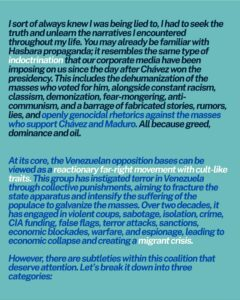 I sort of always knew I was being lied to, I had to seek the
truth and unlearn the narratives I encountered
throughout my life. You may already be familiar with
Hasbara propaganda; it resembles the same type of
indoctrination that our corporate media have been
imposing on us since the day after Chávez won the
presidency. This includes the dehumanization of the
masses who voted for him, alongside constant racism,
classism, demonization, fear-mongering, anti-
communism, and a barrage of fabricated stories, rumors,
lies, and openly genocidal rhetorics against the masses
who support Chávez and Maduro. All because greed,
dominance and oil.
At its core, the Venezuelan opposition bases can be
viewed as a reactionary far-right movement with cult-like
traits. This group has instigated terror in Venezuela
through collective punishments, aiming to fracture the
state apparatus and intensify the suffering of the
populace to galvanize the masses. Over two decades, it
has engaged in violent coups, sabotage, isolation, crime,
CIA funding, false flags, terror attacks, sanctions,
economic blockades, warfare, and espionage, leading to
economic collapse and creating a migrant crisis.
However, there are subtleties within this coalition that
deserve attention. Let's break it down into three
categories: